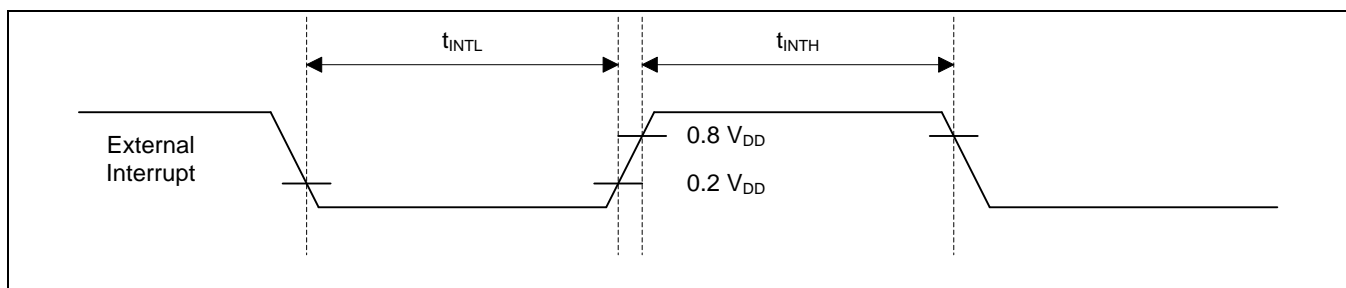 tINTL
tINTH
External
Interrupt
0.8 VDD
0.2 VDD